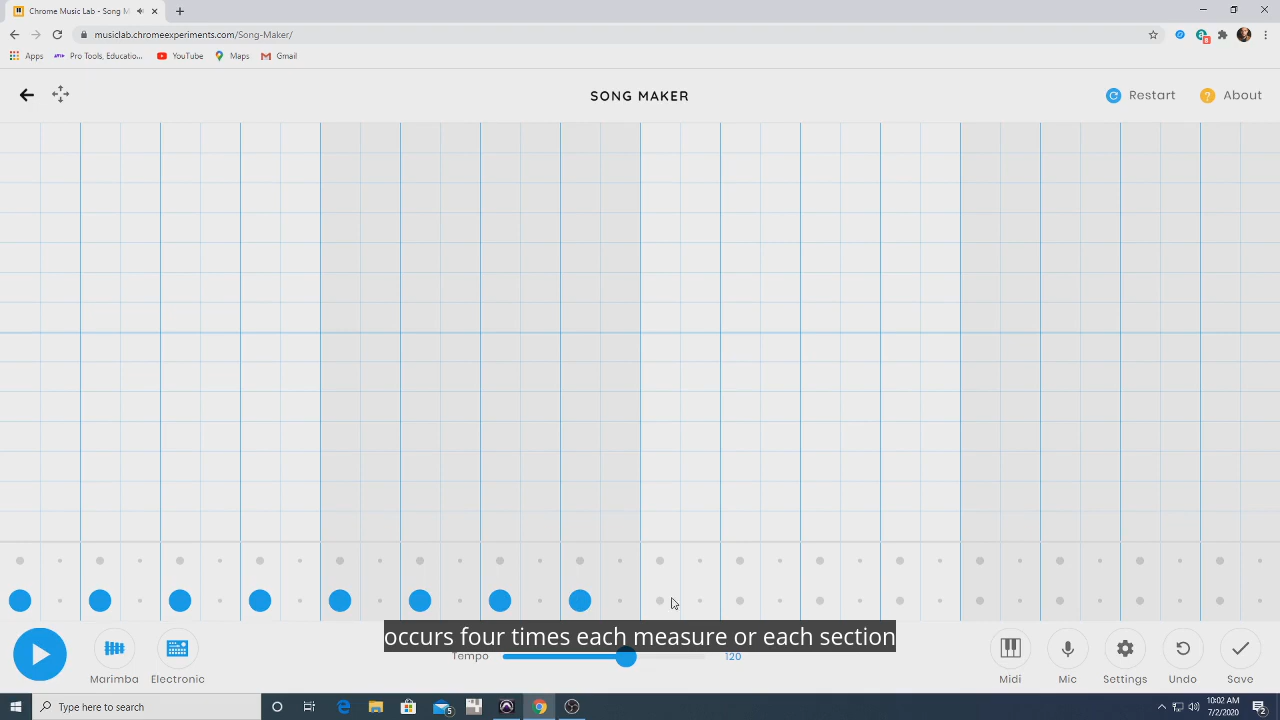 Chrome Music Lab - Song M
musiclab.chromeexperiments.com/Song-Maker/
Apps Pro Tools, Educatio... YouTube Maps Gmail
SONG MAKER
Restart About
occurs four times each measure or each section
Tempo 120
Marimba Electronic
Midi Mic Settings Undo Save
Type here to search
10:02 AM
7/2/2020